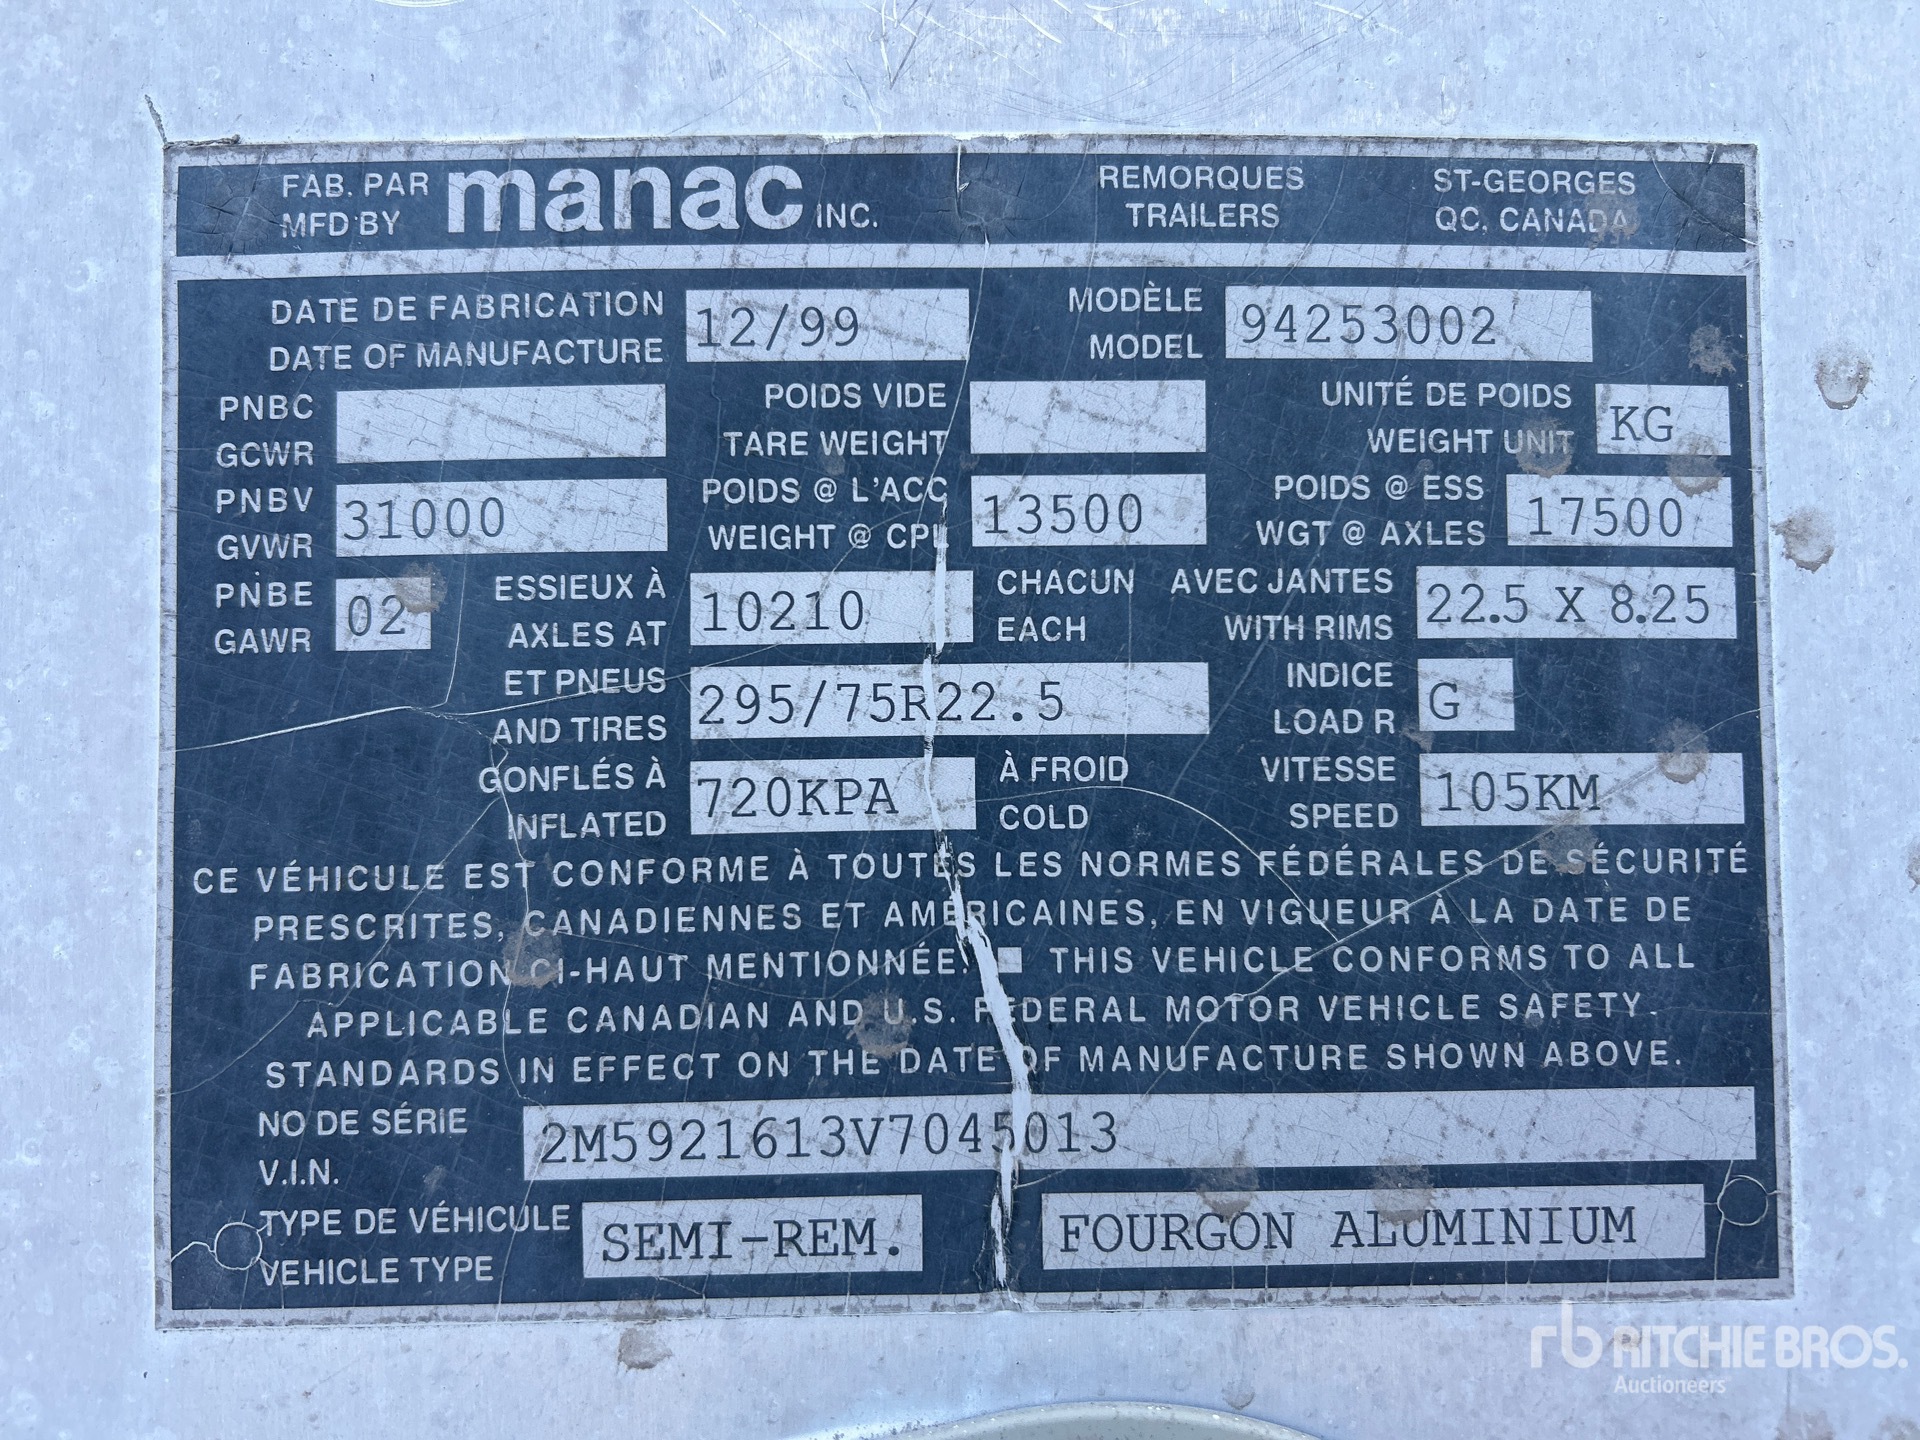 FAB. PAR manac INC. REMORQUES ST-GEORGES
MFD BY TRAILERS QC, CANADA
DATE DE FABRICATION 12/99 MODÈLE 94253002
DATE OF MANUFACTURE MODEL
PNBC POIDS VIDE UNITÉ DE POIDS KG
GCWR TARE WEIGHT WEIGHT UNIT
PNBV 31000 POIDS @ L'ACC 13500 POIDS @ ESS 17500
GVWR WEIGHT @ CPL WGT @ AXLES
PNBE 02 ESSIEUX À 10210 CHACUN AVEC JANTES 22.5 X 8.25
GAWR AXLES AT EACH WITH RIMS
ET PNEUS 295/75R22.5 INDICE G
AND TIRES LOAD R
GONFLÉS À 720KPA À FROID VITESSE 105KM
INFLATED COLD SPEED
CE VÉHICULE EST CONFORME À TOUTES LES NORMES FÉDÉRALES DE SÉCURITÉ
PRESCRITES, CANADIENNES ET AMÉRICAINES, EN VIGUEUR À LA DATE DE
FABRICATION CI-HAUT MENTIONNÉE. ■ THIS VEHICLE CONFORMS TO ALL
APPLICABLE CANADIAN AND U.S. FEDERAL MOTOR VEHICLE SAFETY
STANDARDS IN EFFECT ON THE DATE OF MANUFACTURE SHOWN ABOVE.
NO DE SÉRIE 2M5921613V7045013
V.I.N.
TYPE DE VÉHICULE SEMI-REM. FOURGON ALUMINIUM
VEHICLE TYPE
rb RITCHIE BROS.
Auctioneers